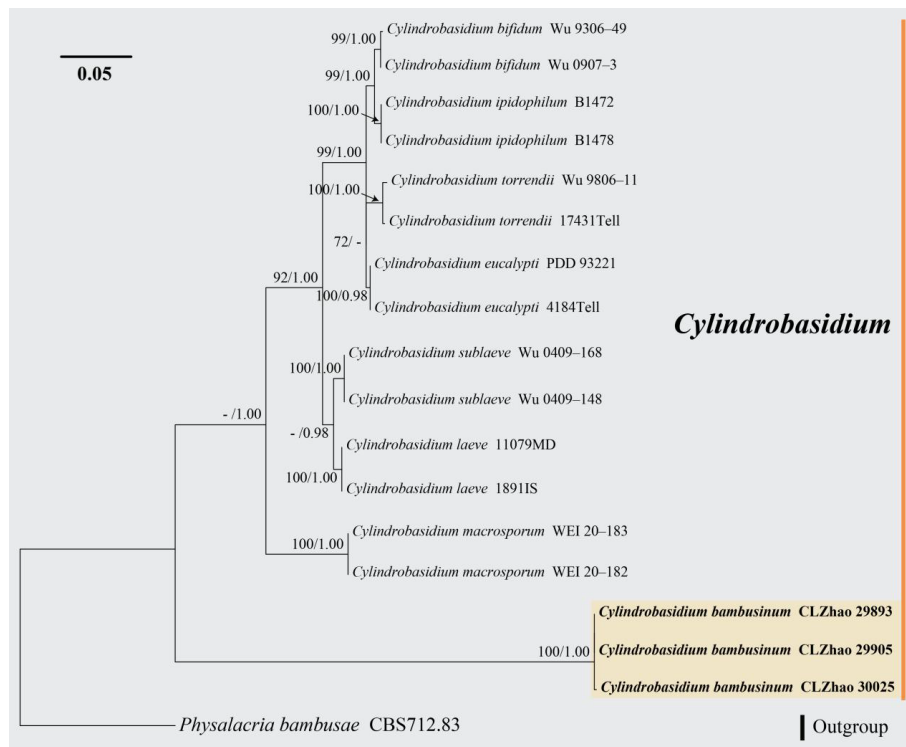 0.05
99/1.00
Cylindrobasidium bifidum Wu 9306–49
Cylindrobasidium bifidum Wu 0907–3
99/1.00
100/1.00
Cylindrobasidium ipidophilum B1472
Cylindrobasidium ipidophilum B1478
99/1.00
100/1.00
Cylindrobasidium torrendii Wu 9806–11
Cylindrobasidium torrendii 17431Tell
72/ -
100/0.98
Cylindrobasidium eucalypti PDD 93221
Cylindrobasidium eucalypti 4184Tell
92/1.00
Cylindrobasidium
100/1.00
Cylindrobasidium sublaeve Wu 0409–168
Cylindrobasidium sublaeve Wu 0409–148
- /1.00
- /0.98
100/1.00
Cylindrobasidium laeve 11079MD
Cylindrobasidium laeve 1891IS
100/1.00
Cylindrobasidium macrosporum WEI 20–183
Cylindrobasidium macrosporum WEI 20–182
100/1.00
Cylindrobasidium bambusinum CLZhao 29893
Cylindrobasidium bambusinum CLZhao 29905
Cylindrobasidium bambusinum CLZhao 30025
Physalacria bambusae CBS712.83
Outgroup